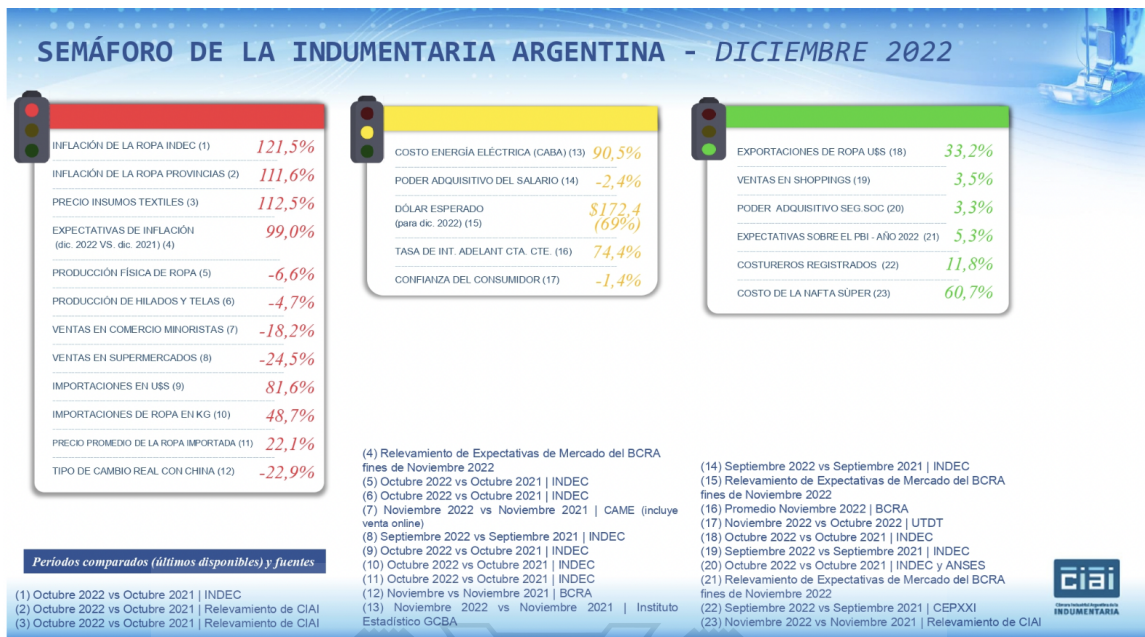 SEMÁFORO DE LA INDUMENTARIA ARGENTINA - DICIEMBRE 2022
INFLACIÓN DE LA ROPA INDEC (1) 121,5%
INFLACIÓN DE LA ROPA PROVINCIAS (2) 111,6%
PRECIO INSUMOS TEXTILES (3) 112,5%
EXPECTATIVAS DE INFLACIÓN 99,0%
(dic. 2022 VS. dic. 2021) (4)
PRODUCCIÓN FÍSICA DE ROPA (5) -6,6%
PRODUCCIÓN DE HILADOS Y TELAS (6) -4,7%
VENTAS EN COMERCIO MINORISTAS (7) -18,2%
VENTAS EN SUPERMERCADOS (8) -24,5%
IMPORTACIONES EN U$S (9) 81,6%
IMPORTACIONES DE ROPA EN KG (10) 48,7%
PRECIO PROMEDIO DE LA ROPA IMPORTADA (11) 22,1%
TIPO DE CAMBIO REAL CON CHINA (12) -22,9%
COSTO ENERGÍA ELÉCTRICA (CABA) (13) 90,5%
PODER ADQUISITIVO DEL SALARIO (14) -2,4%
DÓLAR ESPERADO $172,4
(para dic. 2022) (15) (69%)
TASA DE INT. ADELANT CTA. CTE. (16) 74,4%
CONFIANZA DEL CONSUMIDOR (17) -1,4%
EXPORTACIONES DE ROPA U$S (18) 33,2%
VENTAS EN SHOPPINGS (19) 3,5%
PODER ADQUISITIVO SEG.SOC (20) 3,3%
EXPECTATIVAS SOBRE EL PBI - AÑO 2022 (21) 5,3%
COSTUREROS REGISTRADOS (22) 11,8%
COSTO DE LA NAFTA SÚPER (23) 60,7%
Períodos comparados (últimos disponibles) y fuentes
(1) Octubre 2022 vs Octubre 2021 | INDEC
(2) Octubre 2022 vs Octubre 2021 | Relevamiento de CIAI
(3) Octubre 2022 vs Octubre 2021 | Relevamiento de CIAI
(4) Relevamiento de Expectativas de Mercado del BCRA
fines de Noviembre 2022
(5) Octubre 2022 vs Octubre 2021 | INDEC
(6) Octubre 2022 vs Octubre 2021 | INDEC
(7) Noviembre 2022 vs Noviembre 2021 | CAME (incluye
venta online)
(8) Septiembre 2022 vs Septiembre 2021 | INDEC
(9) Octubre 2022 vs Octubre 2021 | INDEC
(10) Octubre 2022 vs Octubre 2021 | INDEC
(11) Octubre 2022 vs Octubre 2021 | INDEC
(12) Noviembre vs Noviembre 2021 | BCRA
(13) Noviembre 2022 vs Noviembre 2021 | Instituto
Estadístico GCBA
(14) Septiembre 2022 vs Septiembre 2021 | INDEC
(15) Relevamiento de Expectativas de Mercado del BCRA
fines de Noviembre 2022
(16) Promedio Noviembre 2022 | BCRA
(17) Noviembre 2022 vs Octubre 2022 | UTDT
(18) Octubre 2022 vs Octubre 2021 | INDEC
(19) Septiembre 2022 vs Septiembre 2021 | INDEC
(20) Octubre 2022 vs Octubre 2021 | INDEC y ANSES
(21) Relevamiento de Expectativas de Mercado del BCRA
fines de Noviembre 2022
(22) Septiembre 2022 vs Septiembre 2021 | CEPXXI
(23) Noviembre 2022 vs Noviembre 2021 | Relevamiento de CIAI
ciai
Cámara Industrial Argentina de la
INDUMENTARIA